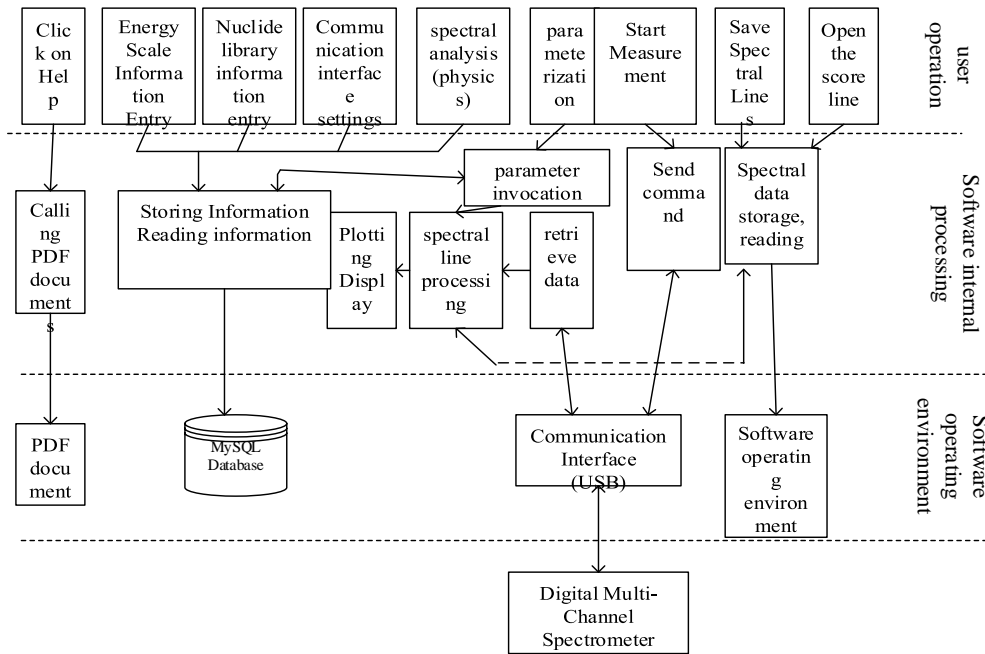 Clic
k on
Hel
p
Energy
Scale
Informa
tion
Entry
Nuclide
library
informa
tion
entry
Commu
nication
interfac
e
settings
spectral
analysis
(physic
s)
para
mete
rizati
on
Start
Measure
ment
Save
Spec
tral
Line
s
Open
the
score
line
user
operation
Calli
ng
PDF
docu
ment
s
Storing Information
Reading information
Plotti
ng
Displ
ay
spectral
line
processi
ng
parameter
invocation
retri
eve
data
Send
comma
nd
Spectral
data
storage,
reading
Software internal
processing
PDF
docu
ment
MySQL
Database
Communication
Interface
(USB)
Software
operatin
g
environ
ment
Software
operating
environment
Digital Multi-
Channel
Spectrometer